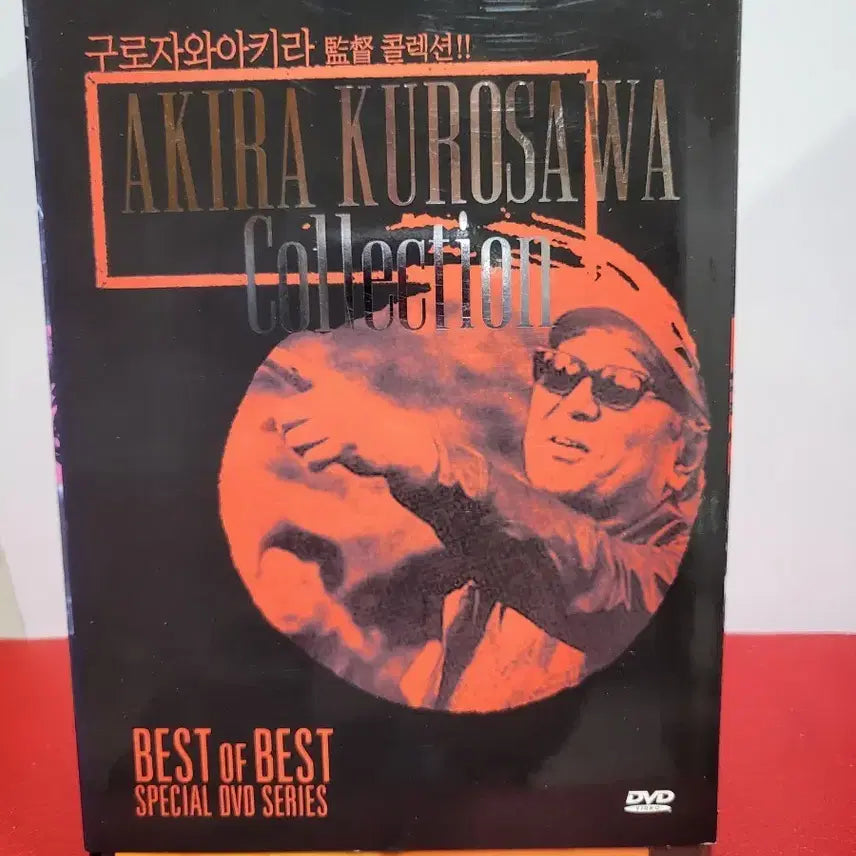 구로자와아키라 監督 콜렉션!!
AKIRA KUROSAWA
Collection
BEST OF BEST
SPECIAL DVD SERIES
DVD
VIDEO